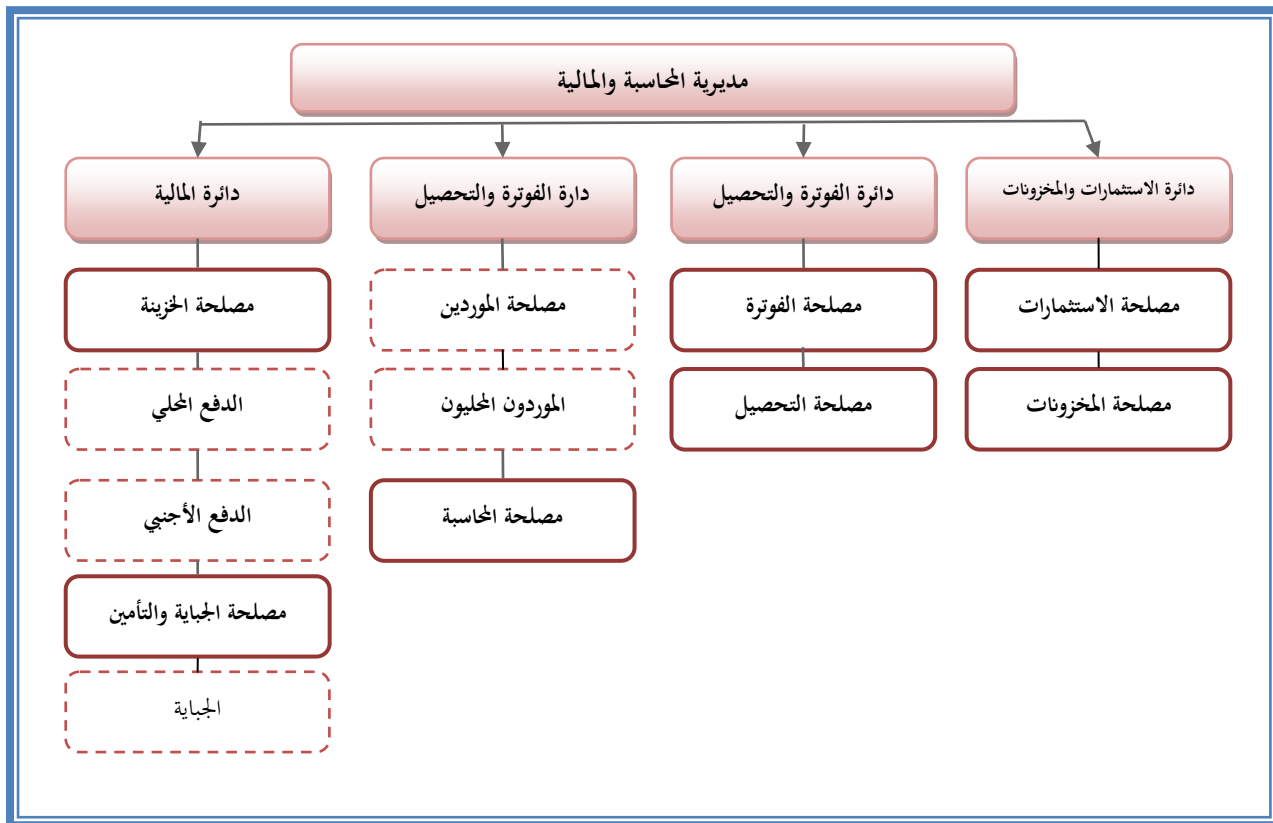 مديرية المحاسبة والمالية
دائرة الاستثمارات والمخزونات
دائرة الفوترة والتحصيل
دارة الفوترة والتحصيل
دائرة المالية
مصلحة الاستثمارات
مصلحة الفوترة
مصلحة الموردين
مصلحة الخزينة
مصلحة المخزونات
مصلحة التحصيل
الموردون المحليون
الدفع المحلي
مصلحة المحاسبة
الدفع الأجنبي
مصلحة الجباية والتأمين
الجباية